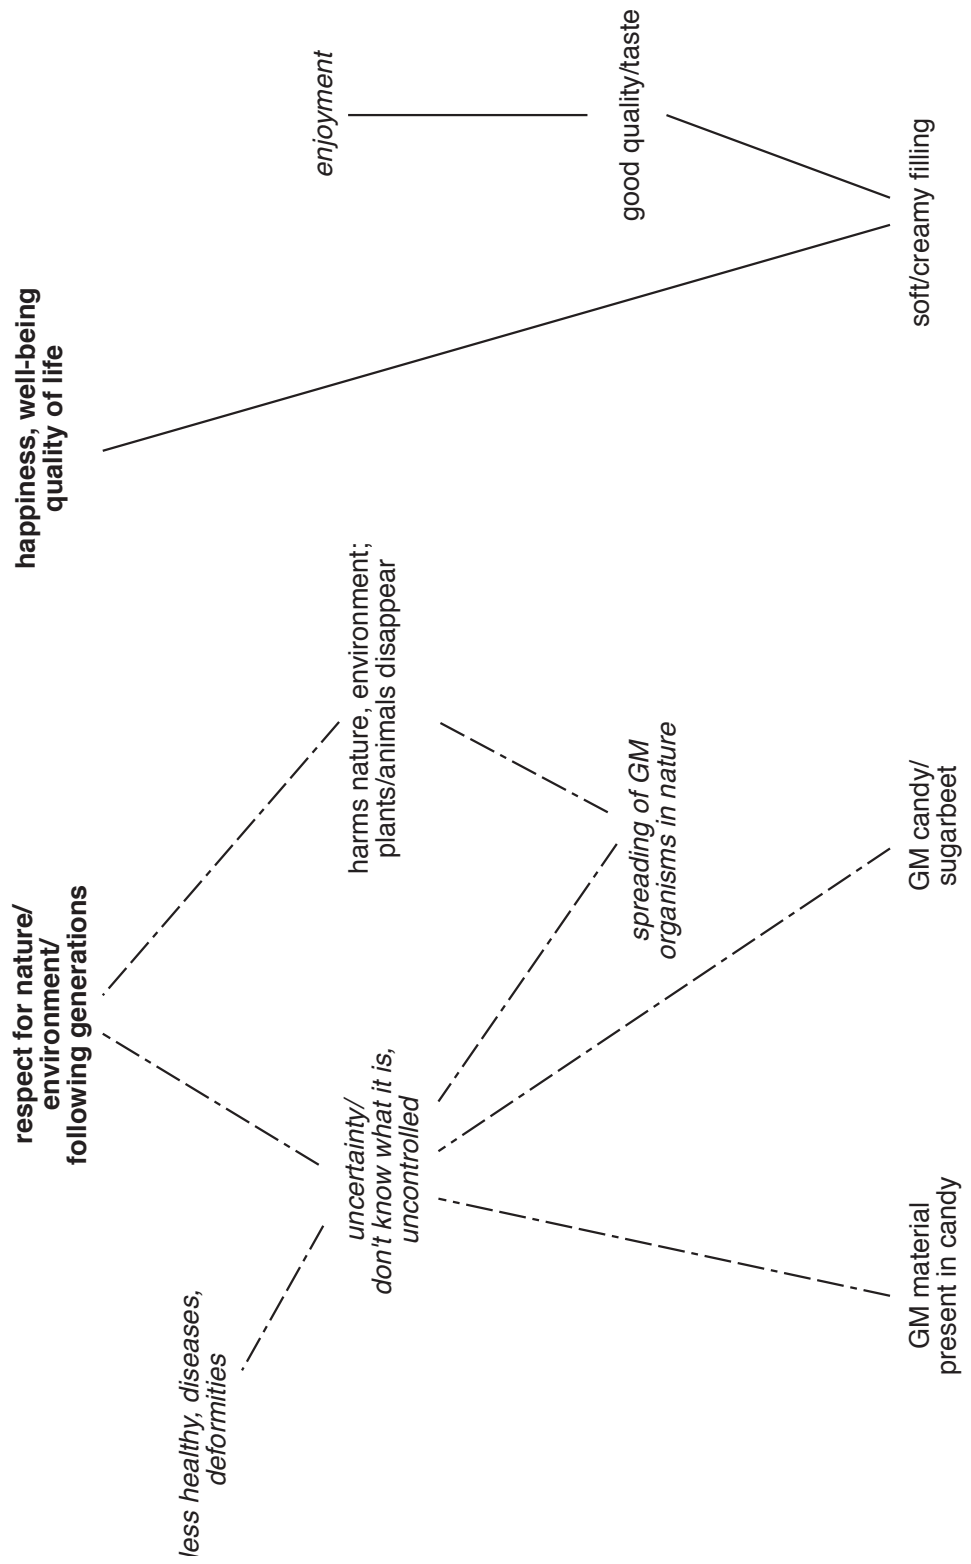 respect for nature/
environment/
following generations
happiness, well-being
quality of life
less healthy, diseases,
deformities
uncertainty/
don't know what it is,
uncontrolled
harms nature, environment;
plants/animals disappear
enjoyment
spreading of GM
organisms in nature
good quality/taste
GM material
present in candy
GM candy/
sugarbeet
soft/creamy filling